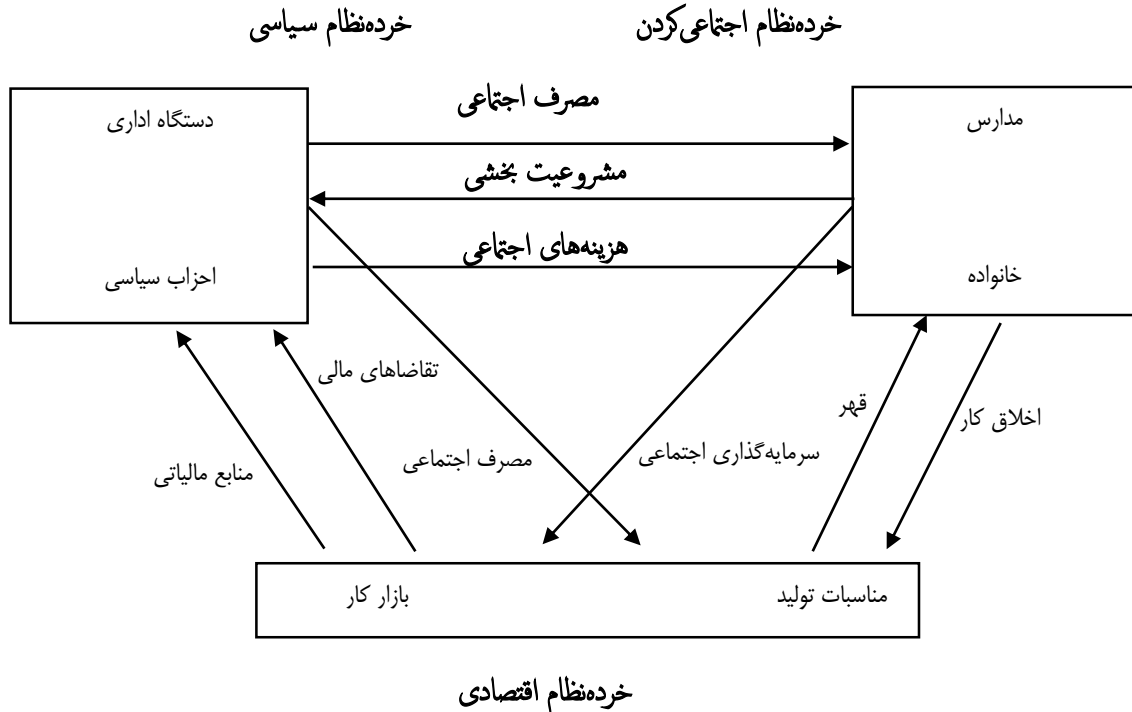 خرده‌نظام اجتماعی‌کردن
خرده‌نظام سیاسی
مصرف اجتماعی
مدارس
دستگاه اداری
مشروعیت بخشی
هزینه‌های اجتماعی
خانواده
احزاب سیاسی
تقاضاهای مالی
قهر
اخلاق کار
سرمایه‌گذاری اجتماعی
مصرف اجتماعی
منابع مالیاتی
مناسبات تولید
بازار کار
خرده‌نظام اقتصادی